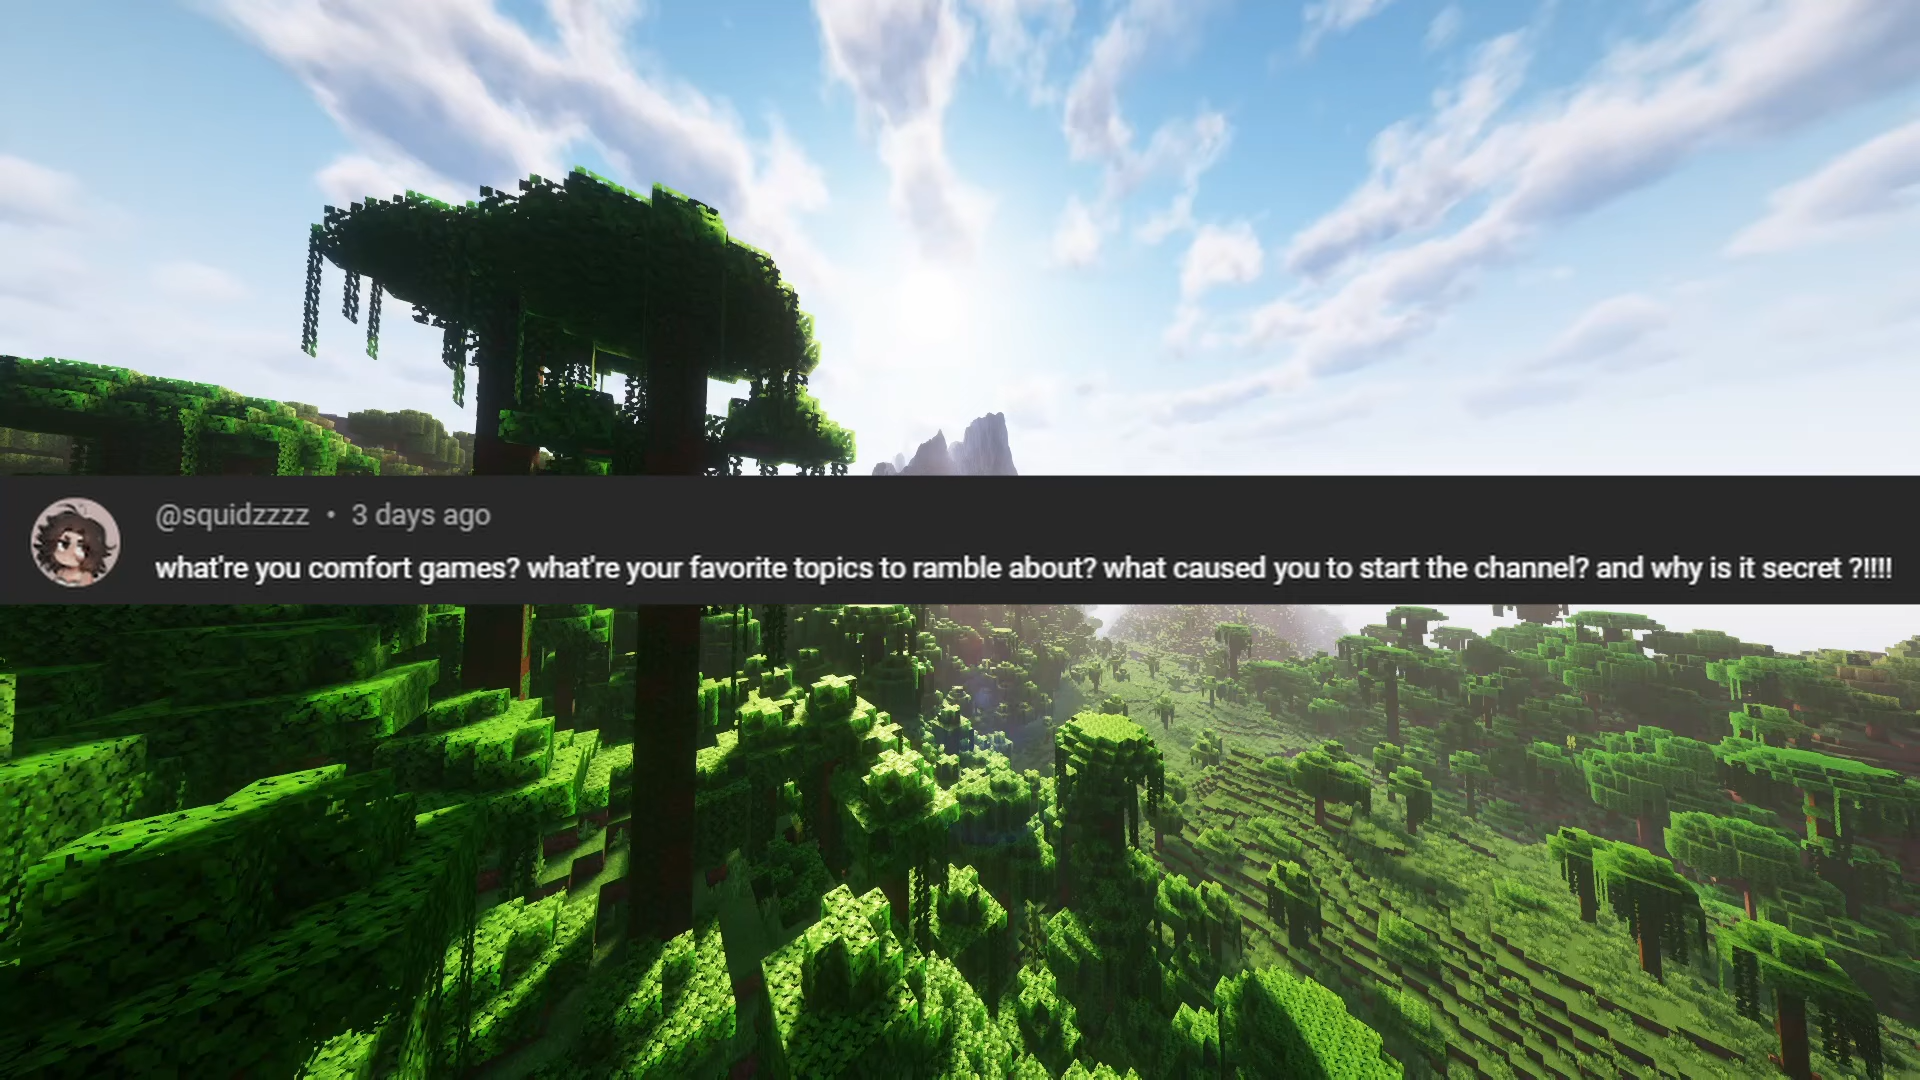 @squidzzzz • 3 days ago
what're you comfort games? what're your favorite topics to ramble about? what caused you to start the channel? and why is it secret ?!!!!